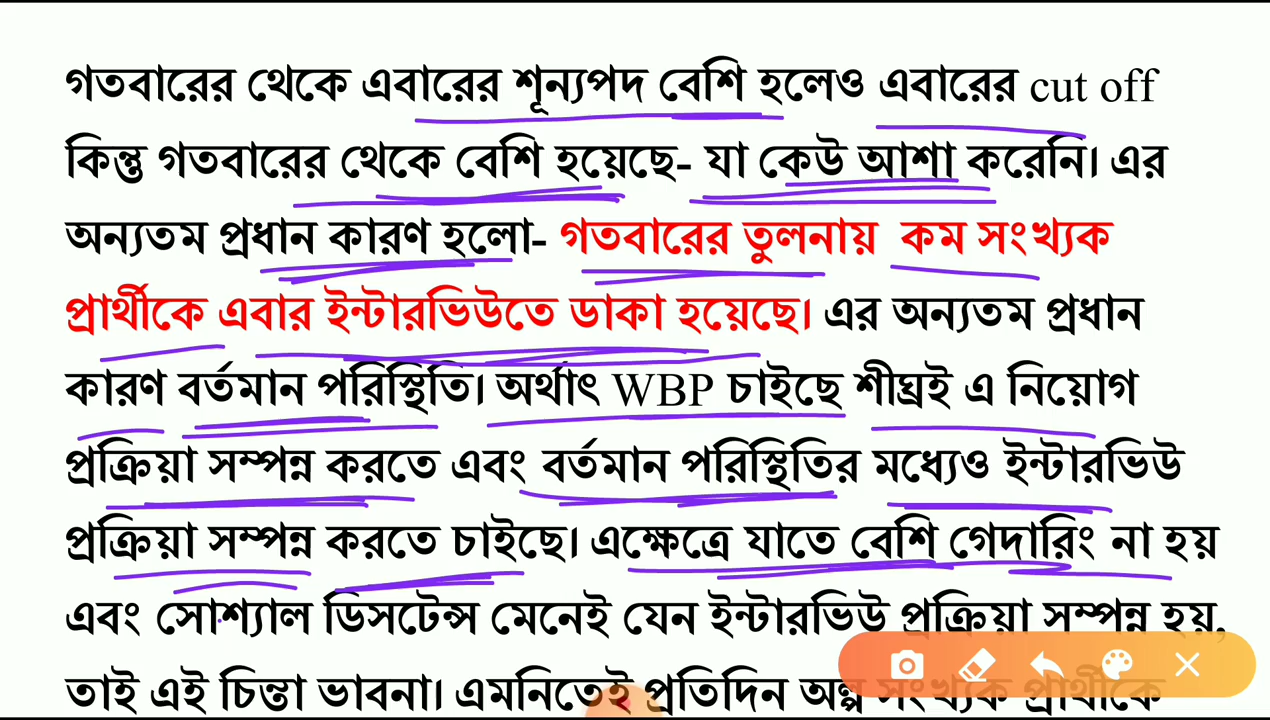 গতবারের থেকে এবারের শূন্যপদ বেশি হলেও এবারের cut off
কিন্তু গতবারের থেকে বেশি হয়েছে- যা কেউ আশা করেনি। এর
অন্যতম প্রধান কারণ হলো- গতবারের তুলনায় কম সংখ্যক
প্রার্থীকে এবার ইন্টারভিউতে ডাকা হয়েছে। এর অন্যতম প্রধান
কারণ বর্তমান পরিস্থিতি। অর্থাৎ WBP চাইছে শীঘ্রই এ নিয়োগ
প্রক্রিয়া সম্পন্ন করতে এবং বর্তমান পরিস্থিতির মধ্যেও ইন্টারভিউ
প্রক্রিয়া সম্পন্ন করতে চাইছে। এক্ষেত্রে যাতে বেশি গেদারিং না হয়
এবং সোশ্যাল ডিসটেন্স মেনেই যেন ইন্টারভিউ প্রক্রিয়া সম্পন্ন হয়,
তাই এই চিন্তা ভাবনা। এমনিতেই প্রতিদিন অল্প সংখ্যক প্রার্থীকে